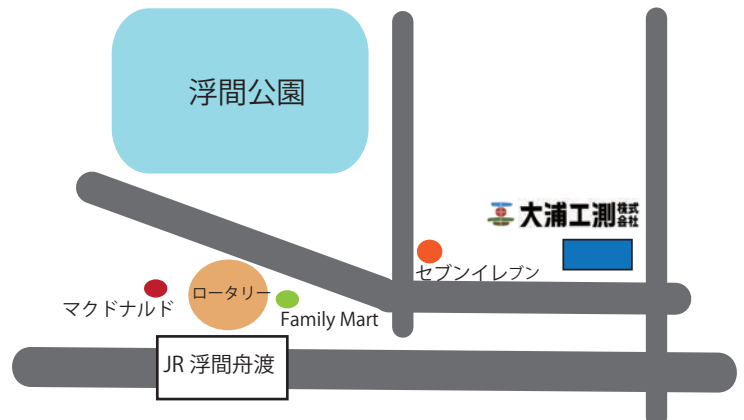 浮間公園
大浦工測株式会社
セブンイレブン
ロータリー
マクドナルド
Family Mart
JR 浮間舟渡